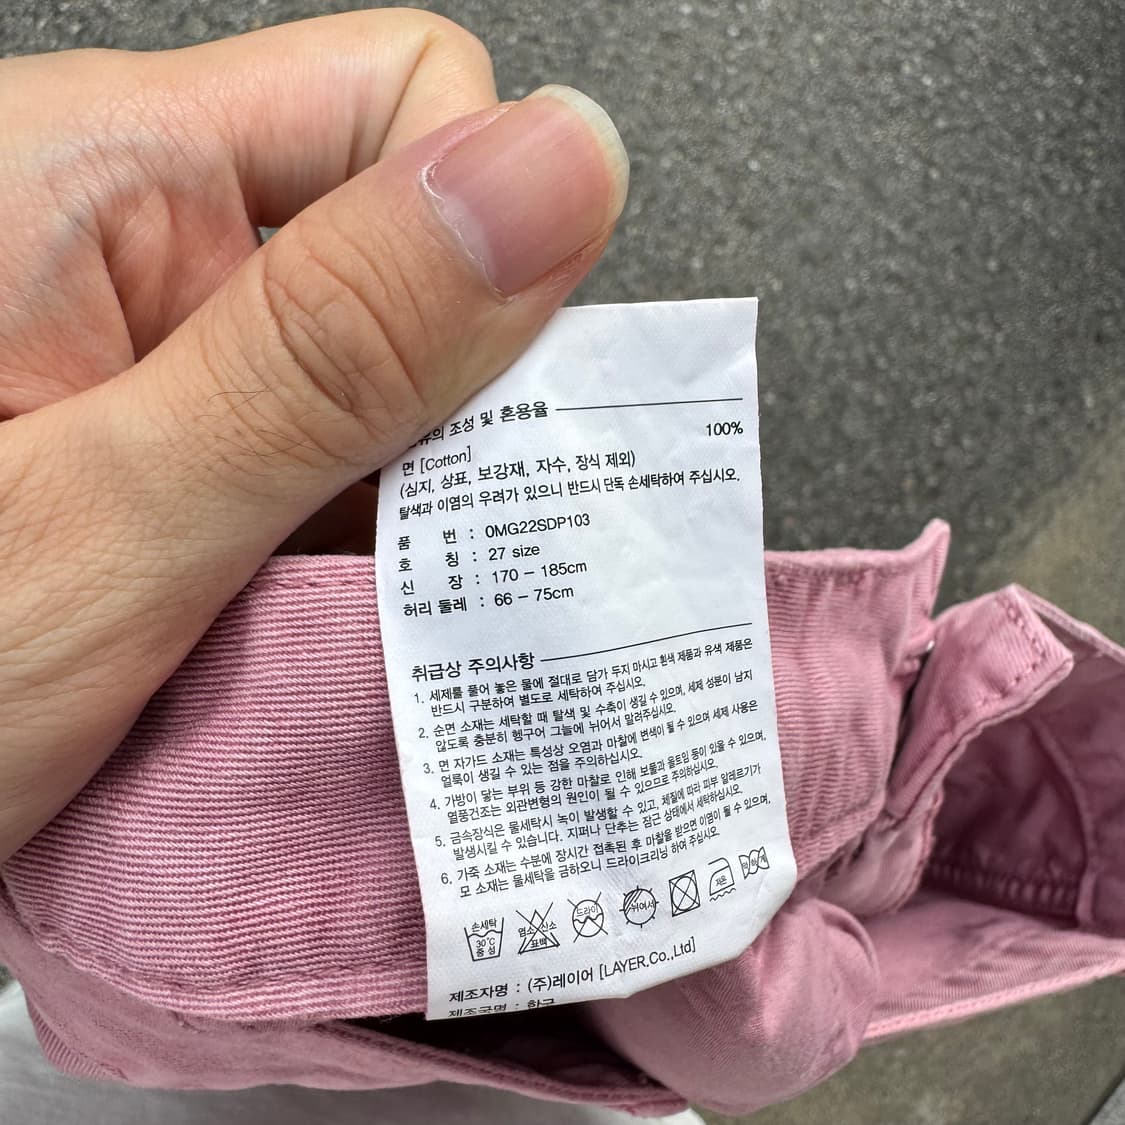 의 조성 및 혼용율
100%
면 [Cotton]
(심지, 상표, 보강재, 자수, 장식 제외)
탈색과 이염의 우려가 있으니 반드시 단독 손세탁하여 주십시오.
품 번 : 0MG22SDP103
호 칭 : 27 size
신 장 : 170 - 185cm
허리 둘레 : 66 - 75cm
취급상 주의사항
1. 세제를 풀어 놓은 물에 절대로 담가 두지 마시고 흰색 제품과 유색 제품은
반드시 구분하여 별도로 세탁하여 주십시오.
2. 순면 소재는 세탁할 때 탈색 및 수축이 생길 수 있으며, 세제 성분이 남지
않도록 충분히 헹구어 그늘에 뉘어서 말려주십시오.
3. 면 자가드 소재는 특성상 오염과 마찰에 변색이 될 수 있으며 세제 사용은
얼룩이 생길 수 있는 점을 주의하십시오.
4. 가방이 닿는 부위 등 강한 마찰로 인해 보풀과 올트임 등이 있을 수 있으며,
열풍건조는 외관변형의 원인이 될 수 있으므로 주의하십시오.
5. 금속장식은 물세탁시 녹이 발생할 수 있고, 체질에 따라 피부 알레르기가
발생시킬 수 있습니다. 지퍼나 단추는 잠근 상태에서 세탁하십시오.
6. 가죽 소재는 수분에 장시간 접촉된 후 마찰을 받으면 이염이 될 수 있으며,
모 소재는 물세탁을 금하오니 드라이크리닝 하여 주십시오
손세탁
30°C
중성
염소 산소
표백
드라이
뉘어서
저온
약하게
제조자명 : (주)레이어 [LAYER.Co.,Ltd]
제조국명 : 한국